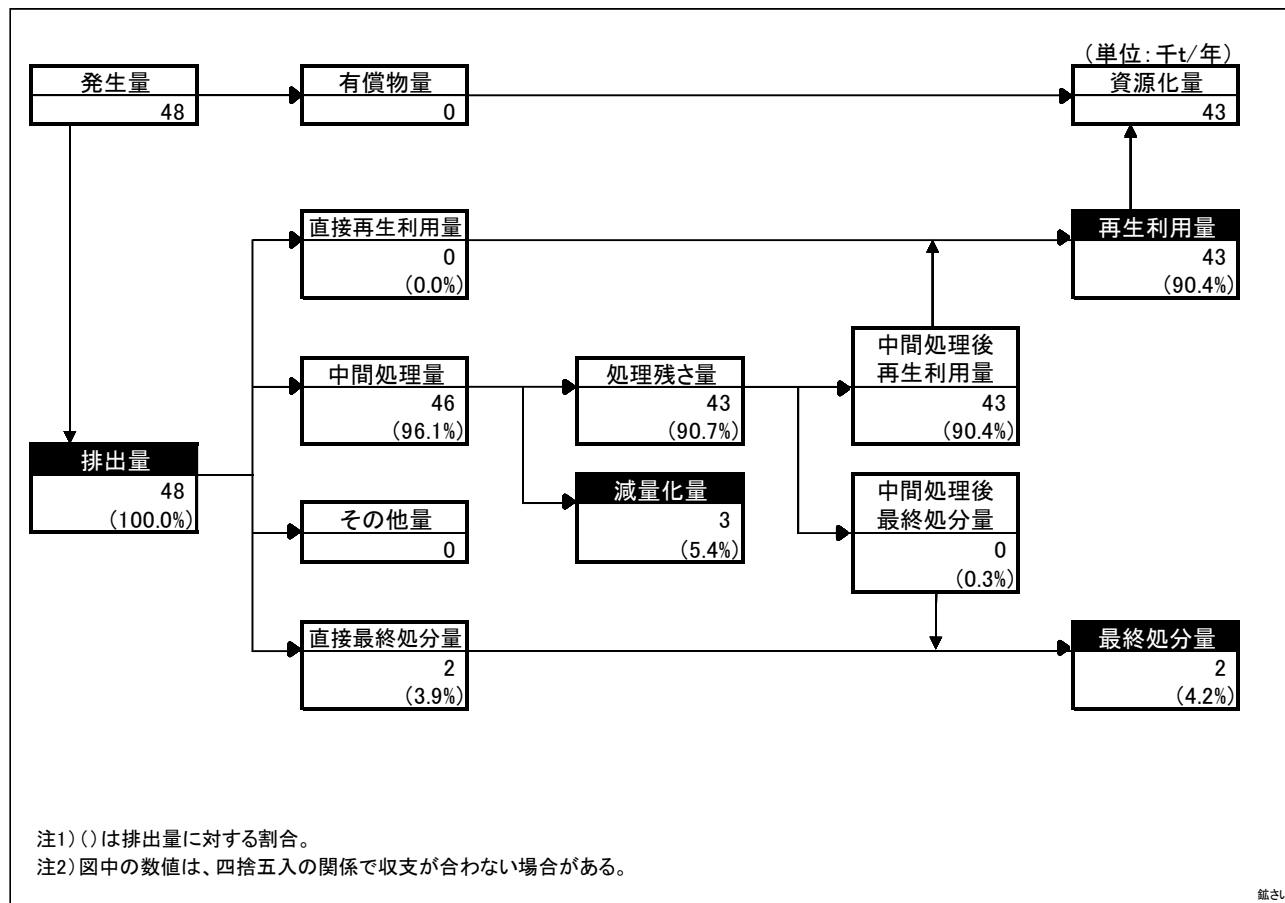 (単位:千t/年)
発生量
48
有償物量
0
資源化量
43
直接再生利用量
0
(0.0%)
再生利用量
43
(90.4%)
中間処理量
46
(96.1%)
処理残さ量
43
(90.7%)
中間処理後
再生利用量
43
(90.4%)
排出量
48
(100.0%)
減量化量
3
(5.4%)
中間処理後
最終処分量
0
(0.3%)
その他量
0
直接最終処分量
2
(3.9%)
最終処分量
2
(4.2%)
注1)()は排出量に対する割合。
注2)図中の数値は、四捨五入の関係で収支が合わない場合がある。
鉱さい